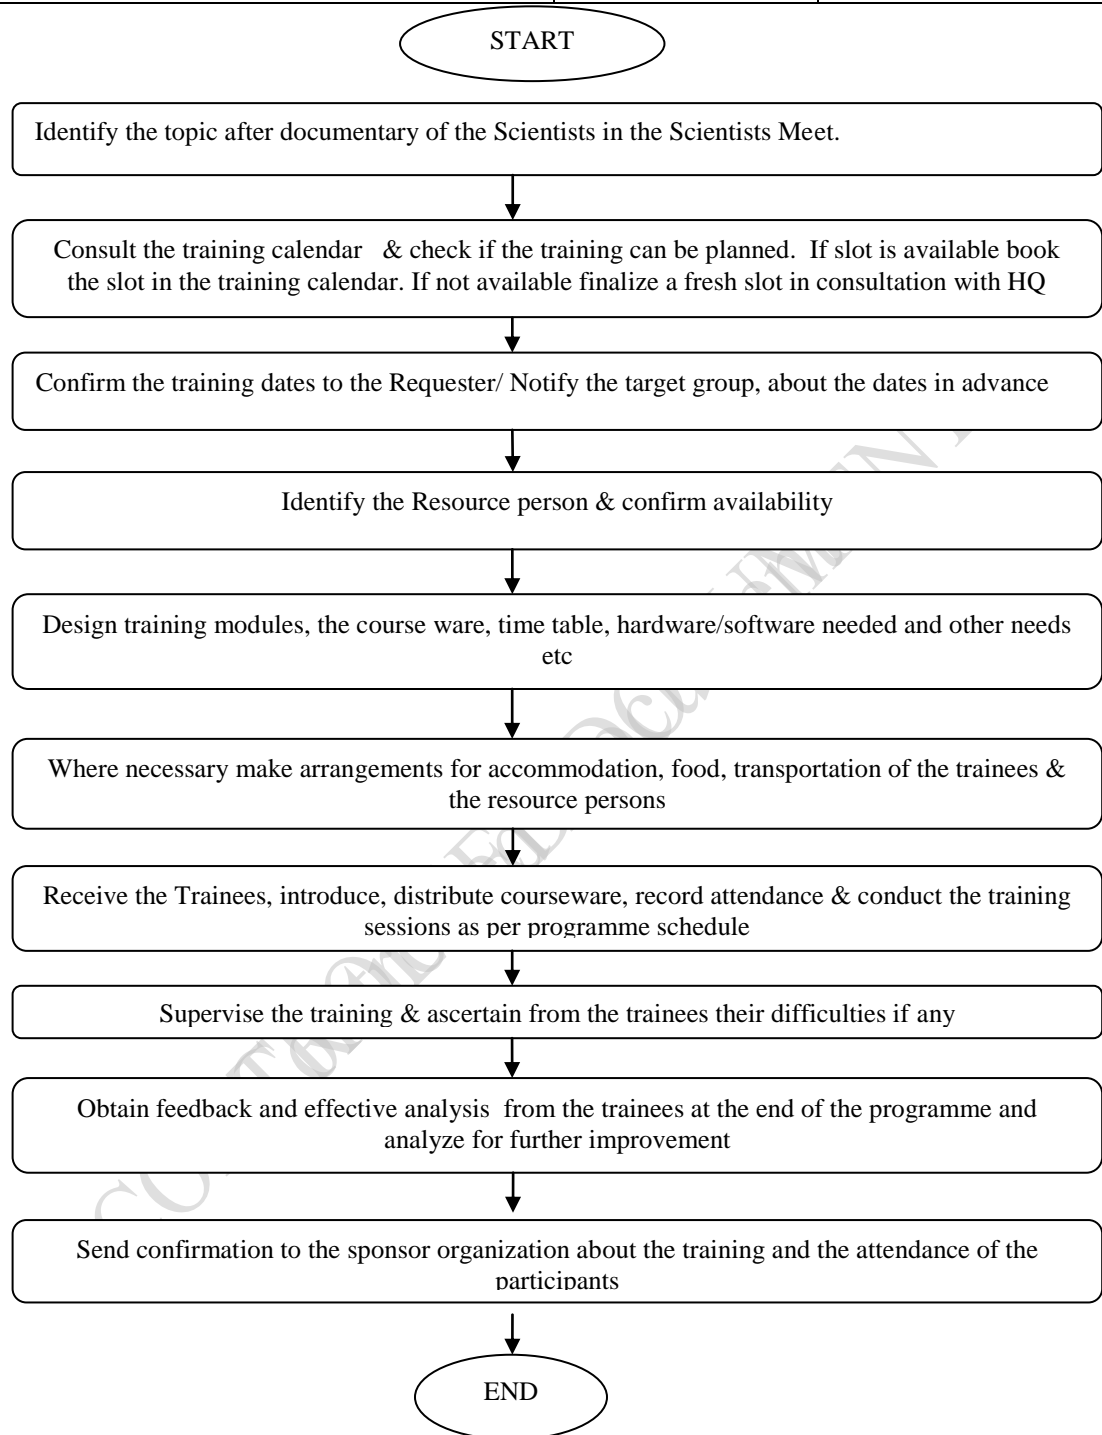 START
Identify the topic after documentary of the Scientists in the Scientists Meet.
Consult the training calendar & check if the training can be planned. If slot is available book
the slot in the training calendar. If not available finalize a fresh slot in consultation with HQ
Confirm the training dates to the Requester/ Notify the target group, about the dates in advance
Identify the Resource person & confirm availability
Design training modules, the course ware, time table, hardware/software needed and other needs
etc
Where necessary make arrangements for accommodation, food, transportation of the trainees &
the resource persons
Receive the Trainees, introduce, distribute courseware, record attendance & conduct the training
sessions as per programme schedule
Supervise the training & ascertain from the trainees their difficulties if any
Obtain feedback and effective analysis from the trainees at the end of the programme and
analyze for further improvement
Send confirmation to the sponsor organization about the training and the attendance of the
participants
END